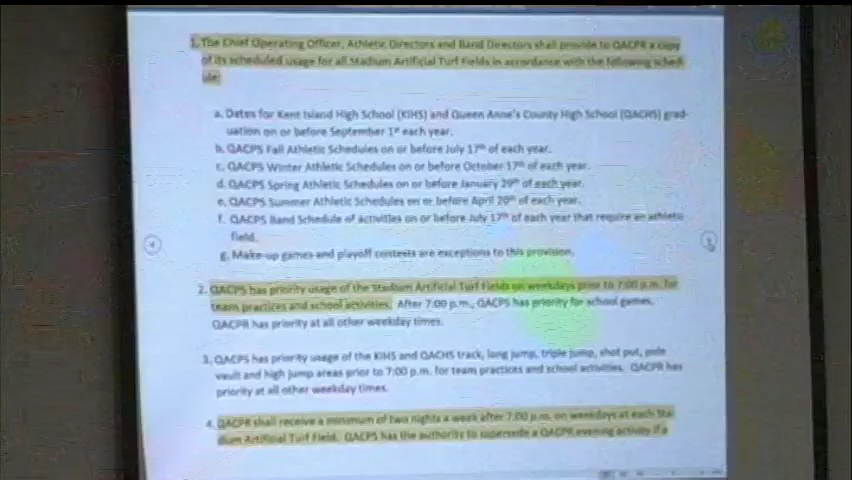 1. The Chief Operating Officer, Athletic Directors and Band Directors shall provide to QACPR a copy
of its scheduled usage for all Stadium Artificial Turf Fields in accordance with the following sched-
ule:
a. Dates for Kent Island High School (KIHS) and Queen Anne's County High School (QACHS) grad-
uation on or before September 1st each year.
b. QACPS Fall Athletic Schedules on or before July 17th of each year.
c. QACPS Winter Athletic Schedules on or before October 17th of each year.
d. QACPS Spring Athletic Schedules on or before January 29th of each year.
e. QACPS Summer Athletic Schedules on or before April 20th of each year.
f. QACPS Band Schedule of activities on or before July 17th of each year that require an athletic
field.
g. Make-up games and playoff contests are exceptions to this provision.
2. QACPS has priority usage of the Stadium Artificial Turf Fields on weekdays prior to 7:00 p.m. for
team practices and school activities. After 7:00 p.m., QACPS has priority for school games.
QACPR has priority at all other weekday times.
3. QACPS has priority usage of the KIHS and QACHS track, long jump, triple jump, shot put, pole
vault and high jump areas prior to 7:00 p.m. for team practices and school activities. QACPR has
priority at all other weekday times.
4. QACPR shall receive a minimum of two nights a week after 7:00 p.m. on weekdays at each Sta-
dium Artificial Turf Field. QACPS has the authority to supersede a QACPR evening activity if a